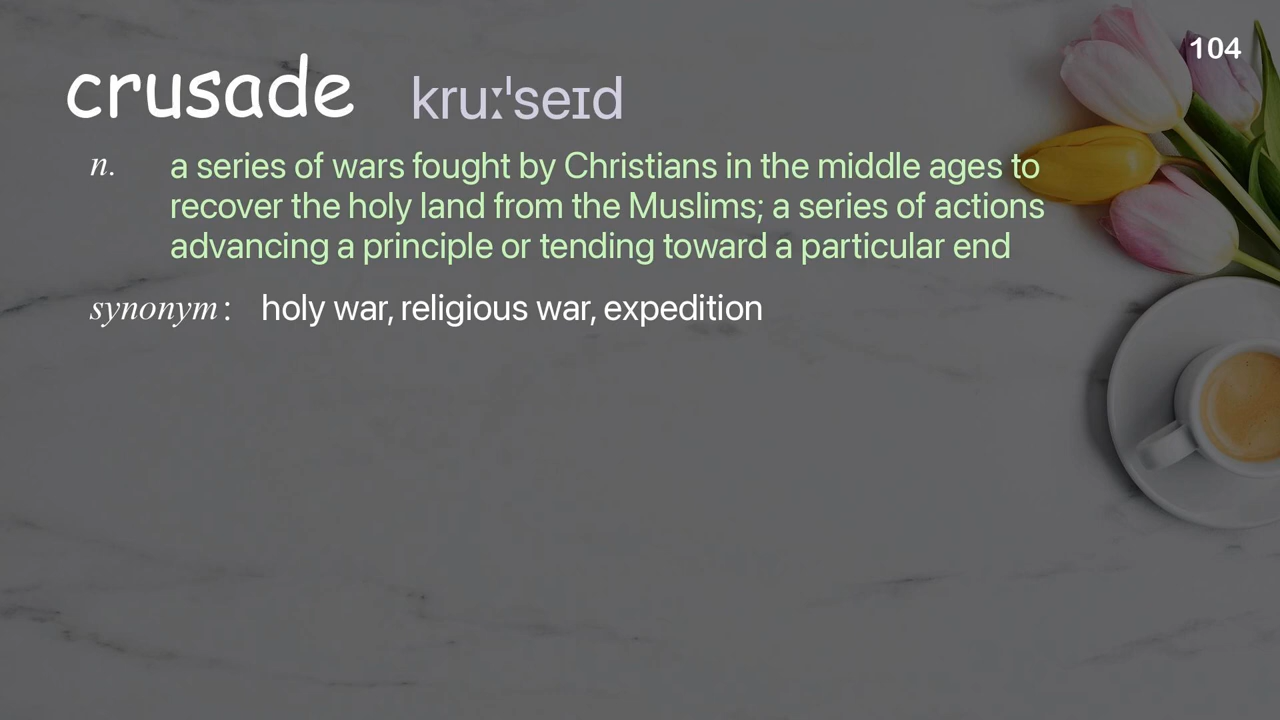 104
crusade kruːˈseɪd
n. a series of wars fought by Christians in the middle ages to
recover the holy land from the Muslims; a series of actions
advancing a principle or tending toward a particular end
synonym: holy war, religious war, expedition